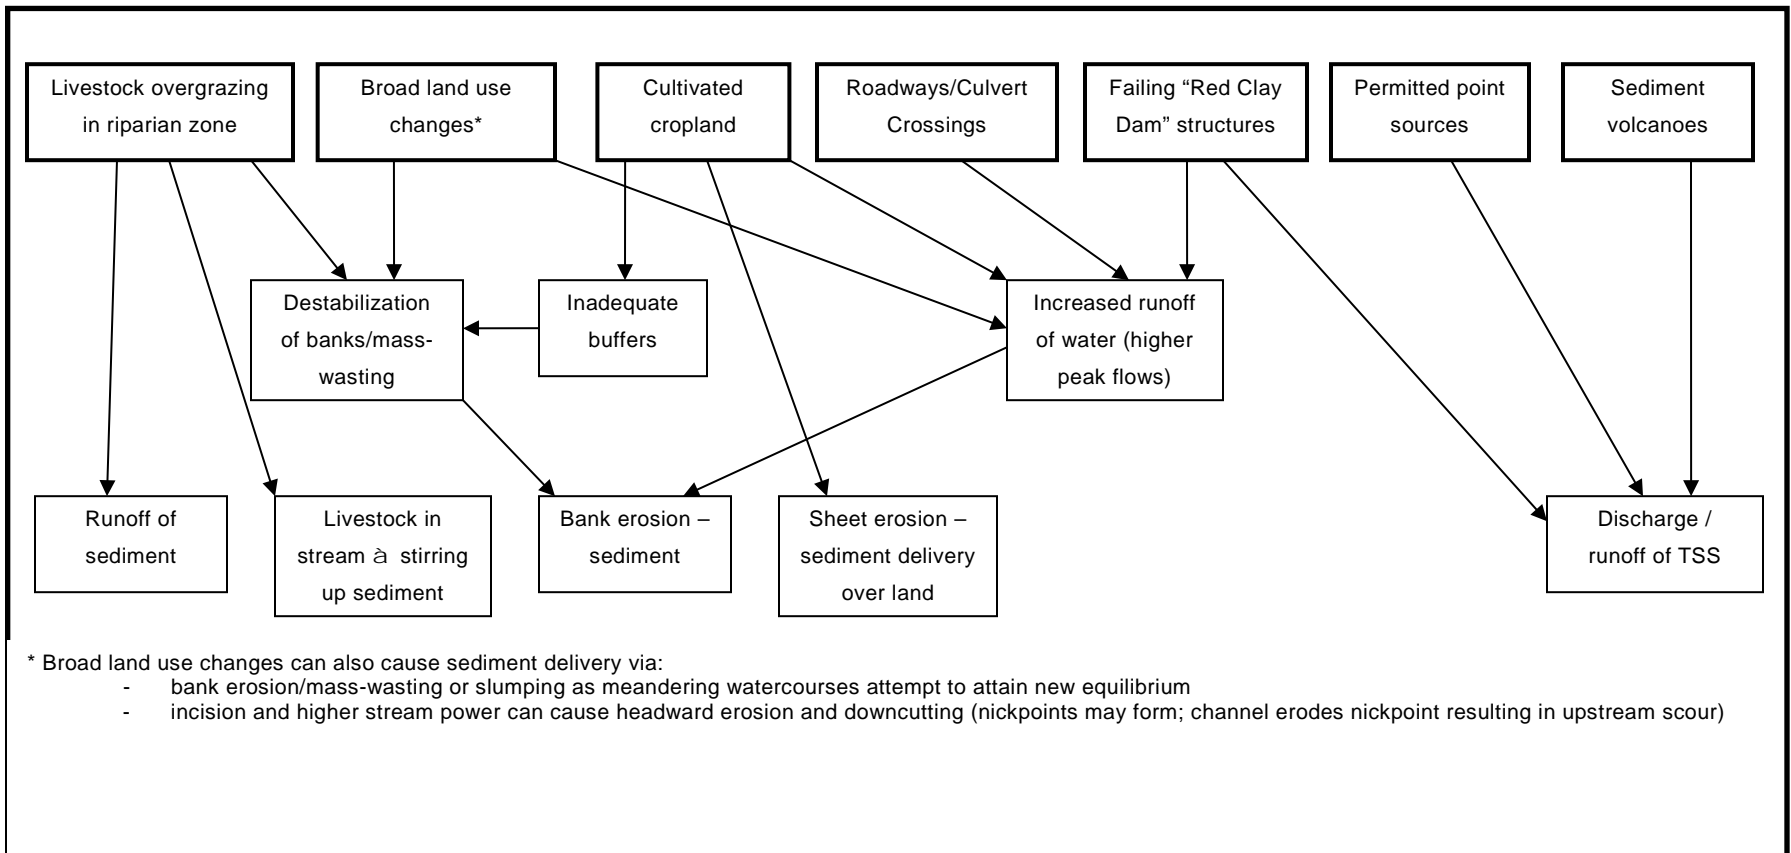 Livestock overgrazing
in riparian zone
Broad land use
changes*
Cultivated
cropland
Roadways/Culvert
Crossings
Failing “Red Clay
Dam” structures
Permitted point
sources
Sediment
volcanoes
Destabilization
of banks/mass-
wasting
Inadequate
buffers
Increased runoff
of water (higher
peak flows)
Runoff of
sediment
Livestock in
stream à stirring
up sediment
Bank erosion –
sediment
Sheet erosion –
sediment delivery
over land
Discharge /
runoff of TSS
* Broad land use changes can also cause sediment delivery via:
- bank erosion/mass-wasting or slumping as meandering watercourses attempt to attain new equilibrium
- incision and higher stream power can cause headward erosion and downcutting (nickpoints may form; channel erodes nickpoint resulting in upstream scour)